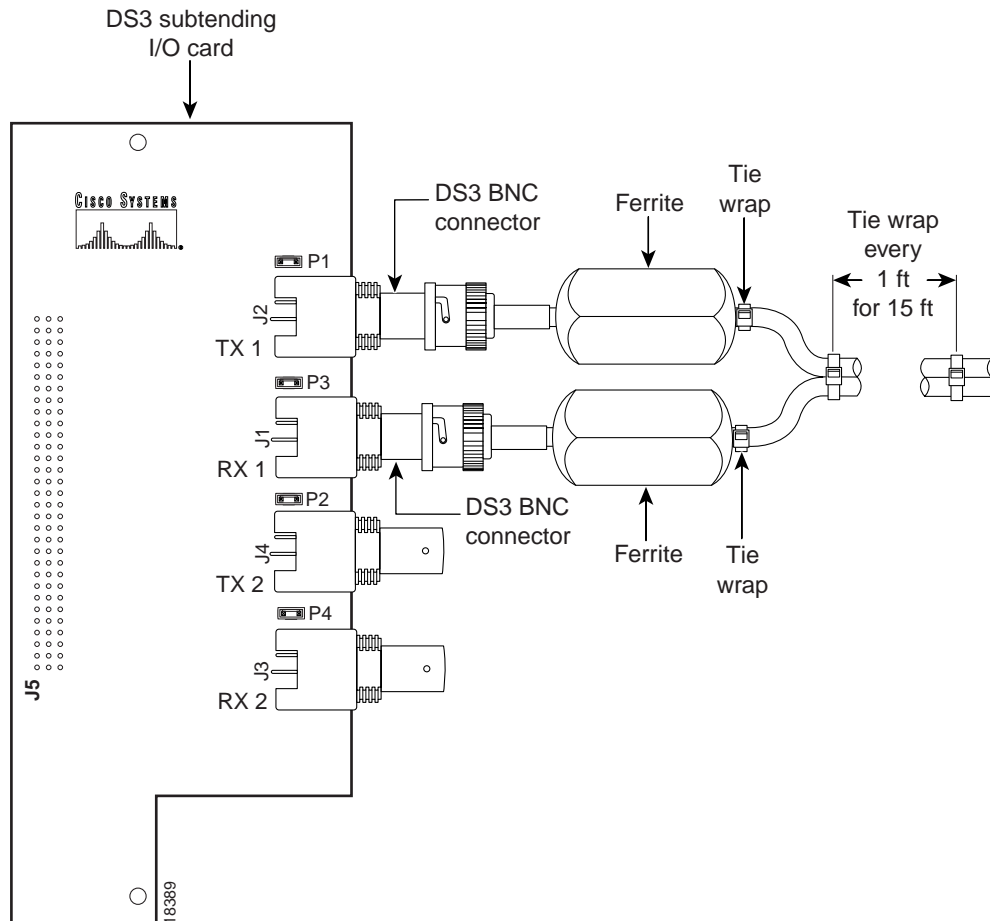 DS3 subtending
I/O card
CISCO SYSTEMS
DS3 BNC
connector
Ferrite
Tie
wrap
Tie wrap
every
1 ft
for 15 ft
P1
J2
TX 1
P3
J1
RX 1
P2
J4
TX 2
DS3 BNC
connector
Ferrite
Tie
wrap
P4
J3
RX 2
J5
18389